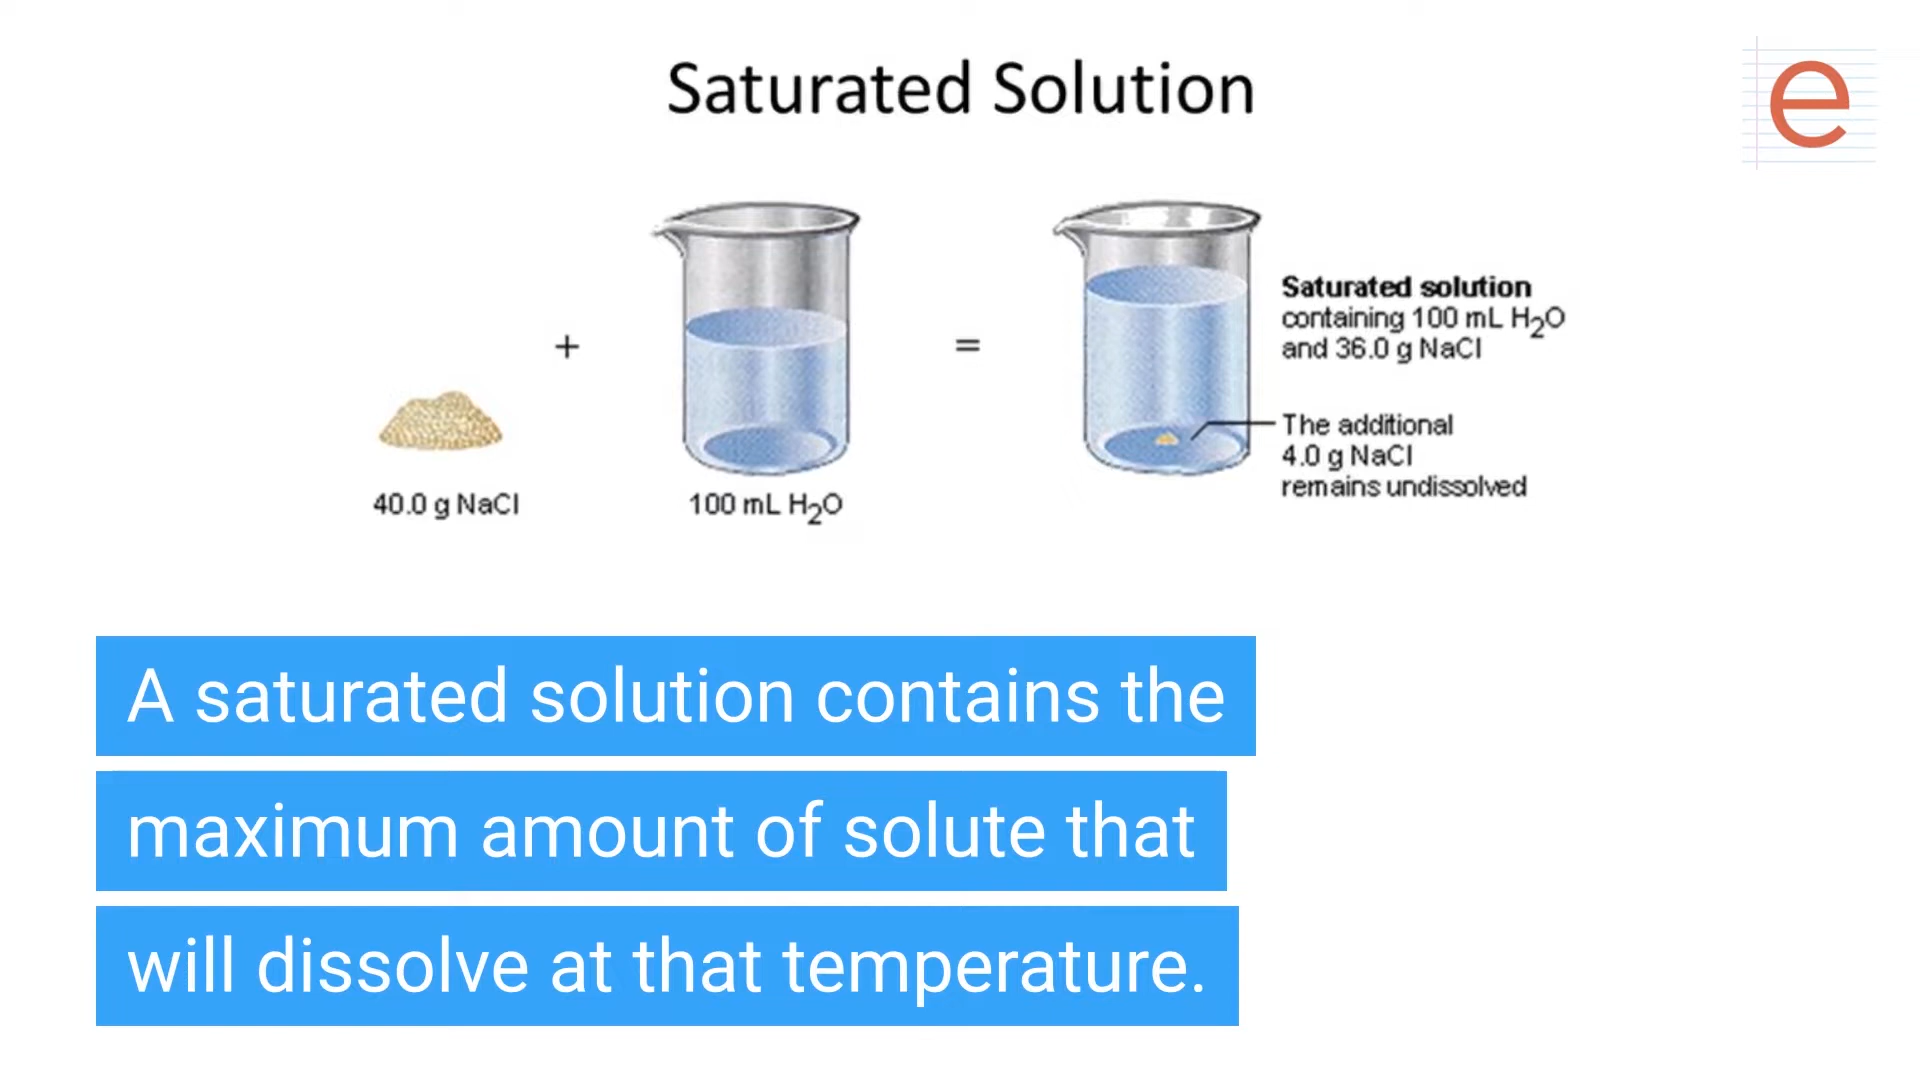 Saturated Solution
e
+
=
40.0 g NaCl
100 mL H₂O
Saturated solution
containing 100 mL H₂O
and 36.0 g NaCl
The additional
4.0 g NaCl
remains undissolved
A saturated solution contains the
maximum amount of solute that
will dissolve at that temperature.